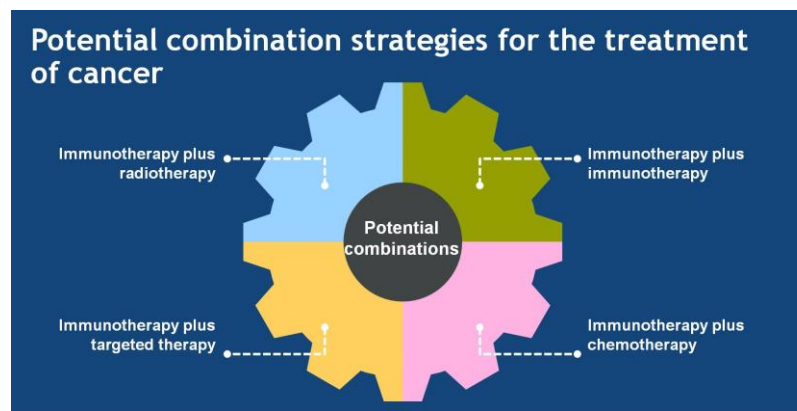 Potential combination strategies for the treatment
of cancer
Immunotherapy plus
radiotherapy
Immunotherapy plus
immunotherapy
Potential
combinations
Immunotherapy plus
targeted therapy
Immunotherapy plus
chemotherapy